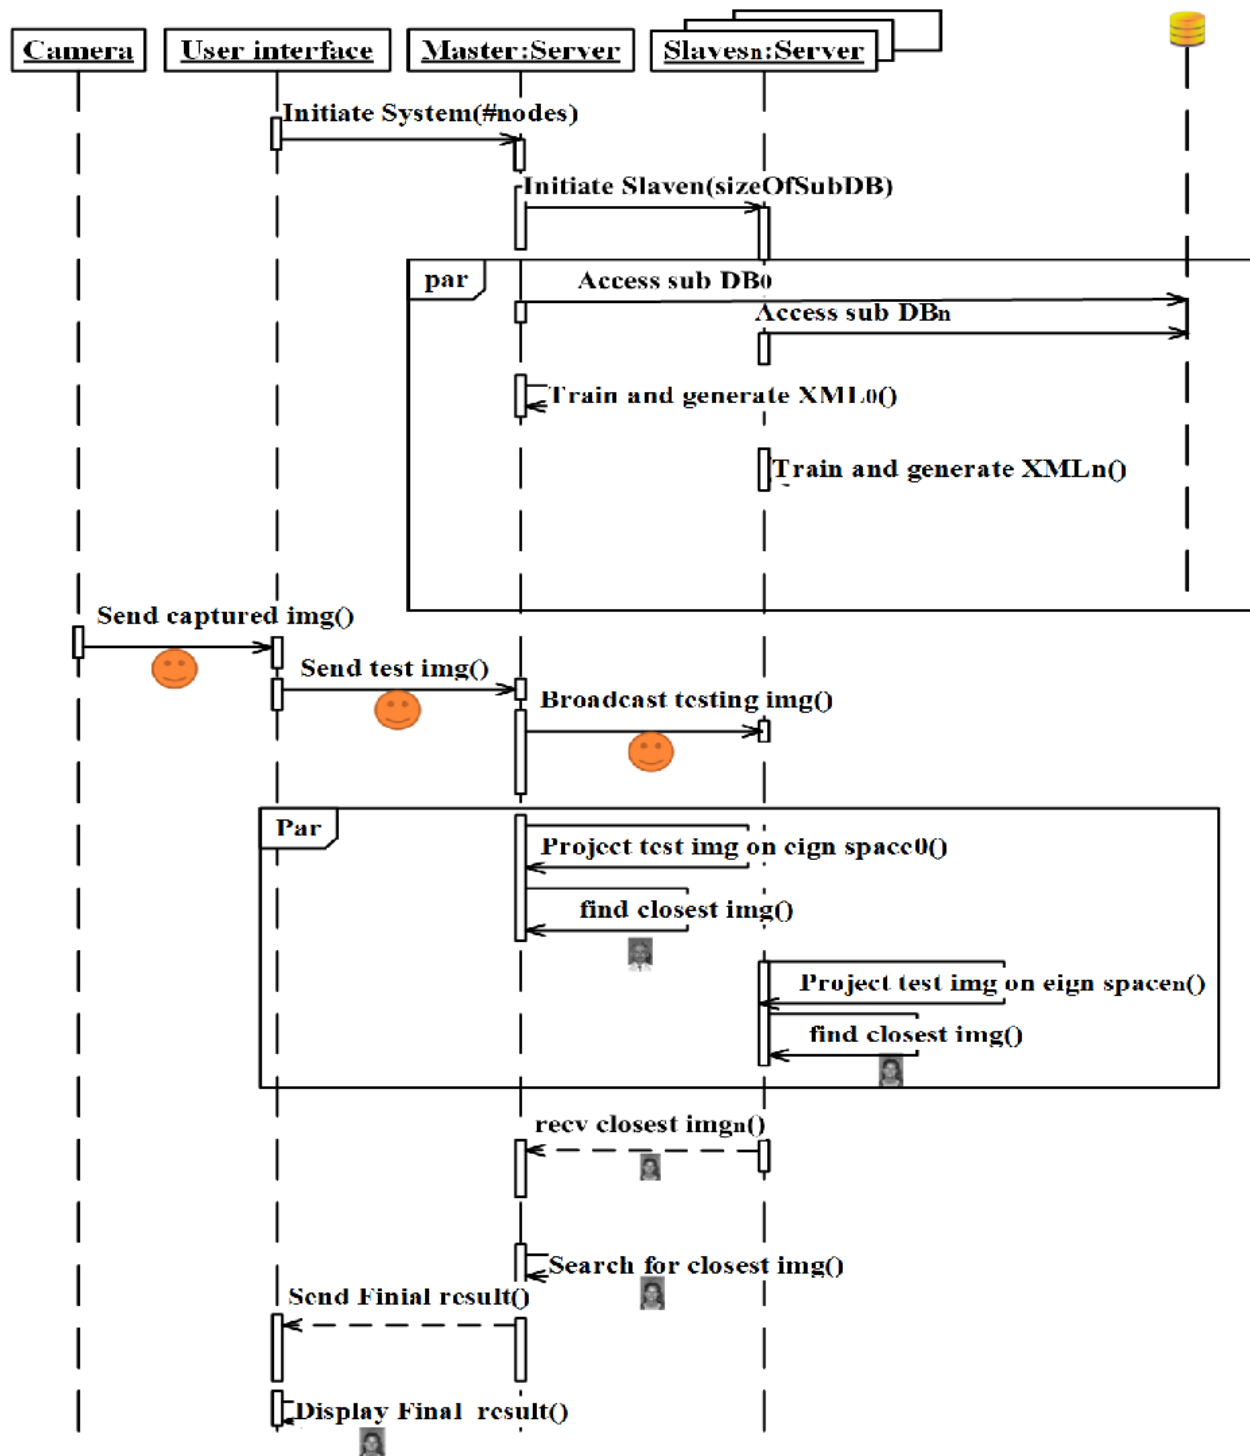 Camera
User interface
Master:Server
Slavesn:Server
Initiate System(#nodes)
Initiate Slaven(sizeOfSubDB)
par
Access sub DB0
Access sub DBn
Train and generate XML0()
Train and generate XMLn()
Send captured img()
Send test img()
Broadcast testing img()
Par
Project test img on eign space0()
find closest img()
Project test img on eign spacen()
find closest img()
recv closest imgn()
Search for closest img()
Send Finial result()
Display Final result()